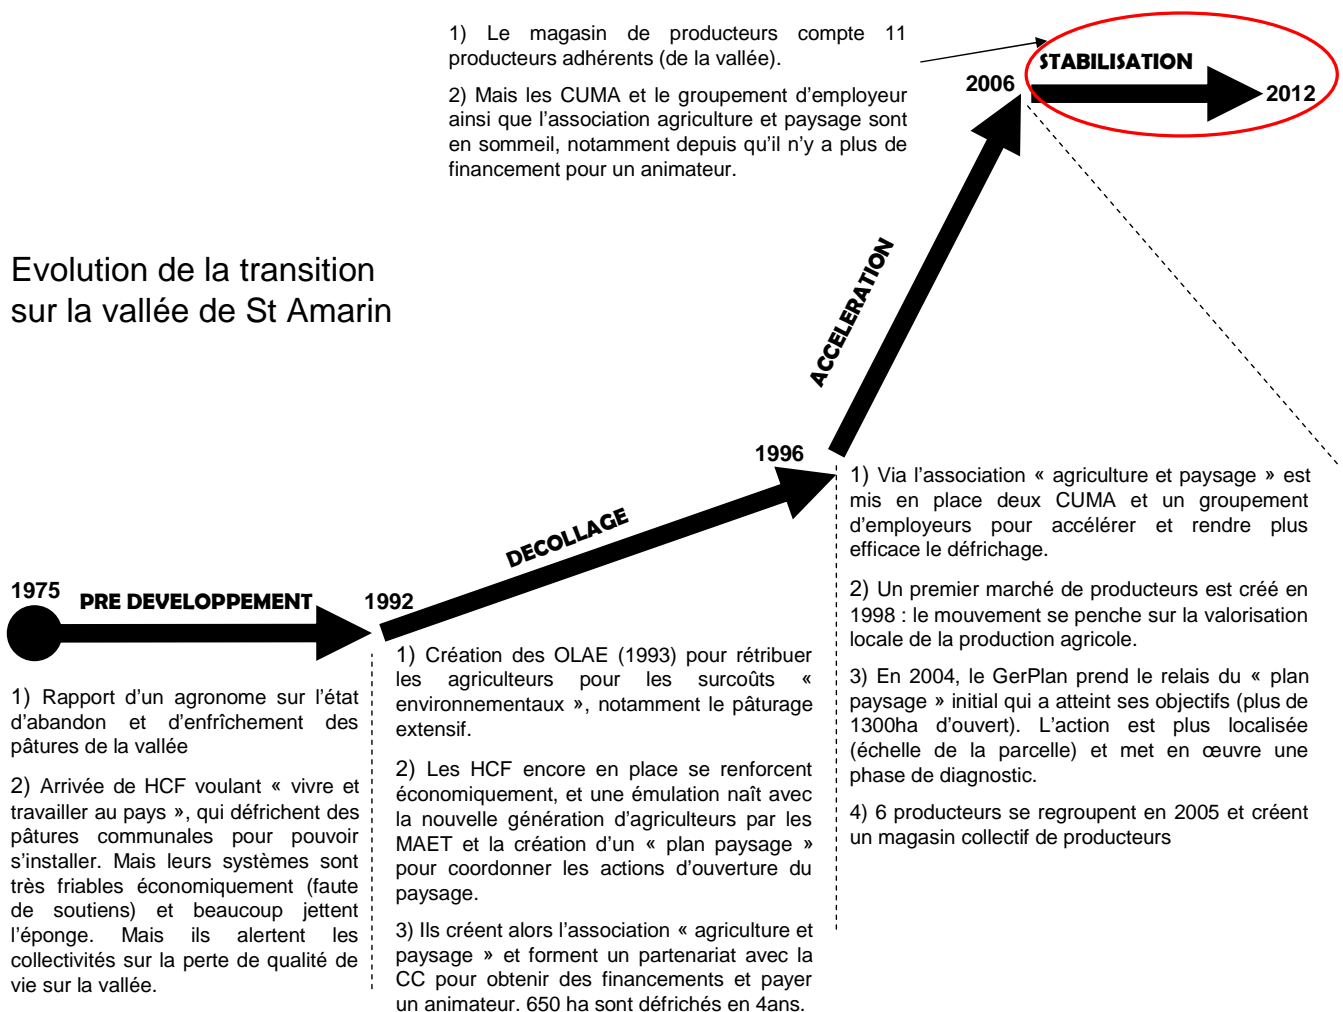 1) Le magasin de producteurs compte 11
producteurs adhérents (de la vallée).
2) Mais les CUMA et le groupement d'employeur
ainsi que l'association agriculture et paysage sont
en sommeil, notamment depuis qu'il n'y a plus de
financement pour un animateur.
STABILISATION
2006
2012
Evolution de la transition
sur la vallée de St Amarin
ACCELERATION
1996
DECOLLAGE
1975
PRE DEVELOPPEMENT
1992
1) Rapport d'un agronome sur l'état
d'abandon et d'enfrîchement des
pâtures de la vallée
2) Arrivée de HCF voulant « vivre et
travailler au pays », qui défrichent des
pâtures communales pour pouvoir
s'installer. Mais leurs systèmes sont
très friables économiquement (faute
de soutiens) et beaucoup jettent
l'éponge. Mais ils alertent les
collectivités sur la perte de qualité de
vie sur la vallée.
1) Création des OLAE (1993) pour rétribuer
les agriculteurs pour les surcoûts «
environnementaux », notamment le pâturage
extensif.
2) Les HCF encore en place se renforcent
économiquement, et une émulation naît avec
la nouvelle génération d'agriculteurs par les
MAET et la création d'un « plan paysage »
pour coordonner les actions d'ouverture du
paysage.
3) Ils créent alors l'association « agriculture et
paysage » et forment un partenariat avec la
CC pour obtenir des financements et payer
un animateur. 650 ha sont défrichés en 4ans.
1) Via l'association « agriculture et paysage » est
mis en place deux CUMA et un groupement
d'employeurs pour accélérer et rendre plus
efficace le défrichage.
2) Un premier marché de producteurs est créé en
1998 : le mouvement se penche sur la valorisation
locale de la production agricole.
3) En 2004, le GerPlan prend le relais du « plan
paysage » initial qui a atteint ses objectifs (plus de
1300ha d'ouvert). L'action est plus localisée
(échelle de la parcelle) et met en œuvre une
phase de diagnostic.
4) 6 producteurs se regroupent en 2005 et créent
un magasin collectif de producteurs